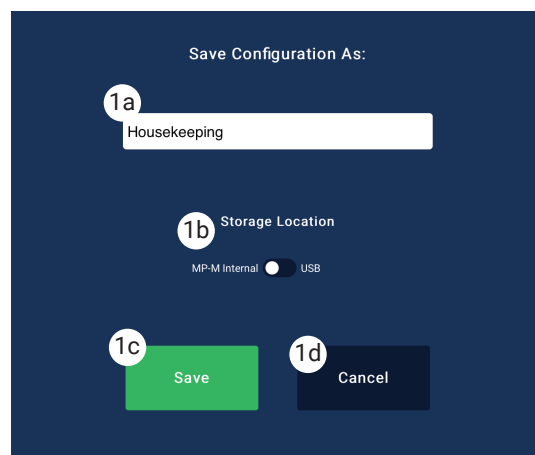 Save Configuration As:
1a
Housekeeping
1b
Storage Location
MP-M Internal USB
1c
Save
1d
Cancel